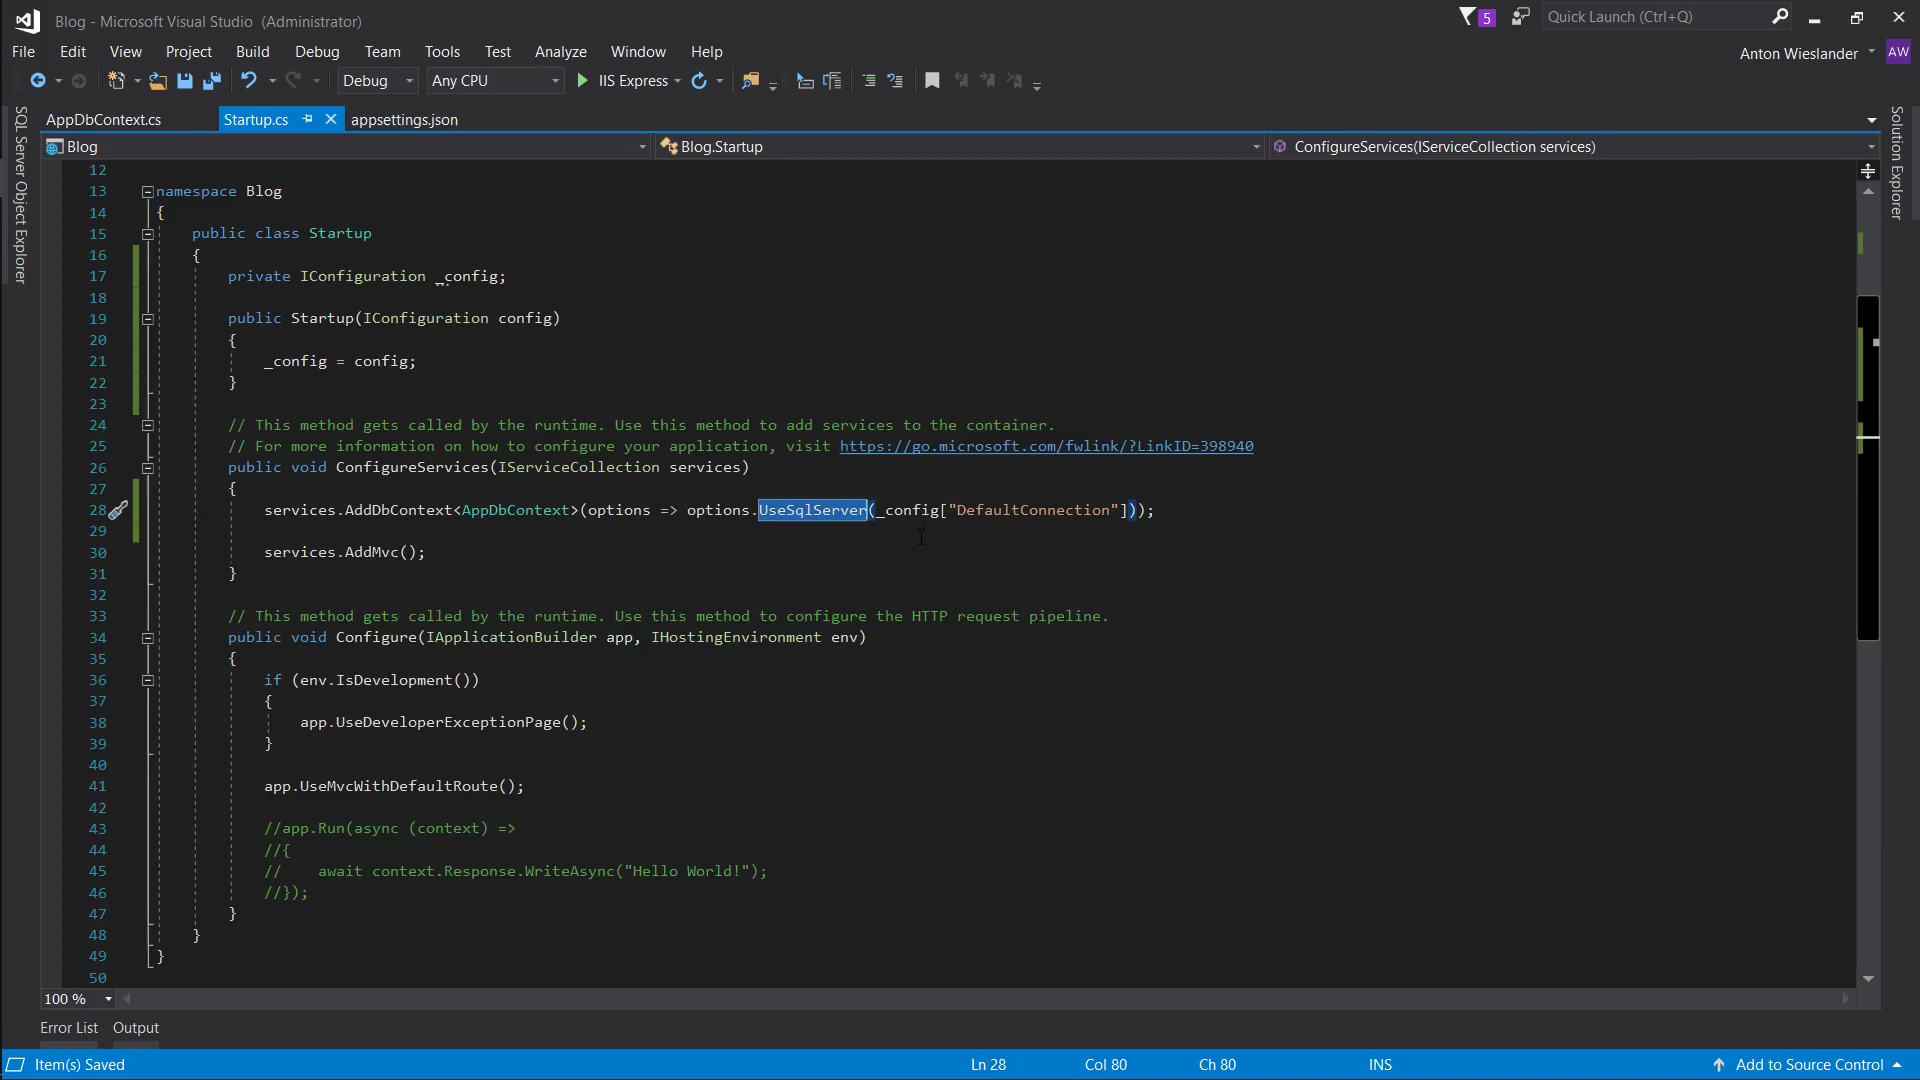 Blog - Microsoft Visual Studio (Administrator)
5
Quick Launch (Ctrl+Q)
File Edit View Project Build Debug Team Tools Test Analyze Window Help
Anton Wieslander AW
Debug Any CPU IIS Express
SQL Server Object Explorer
AppDbContext.cs Startup.cs appsettings.json
Solution Explorer
Blog Blog.Startup ConfigureServices(IServiceCollection services)
12
13 namespace Blog
14 {
15 public class Startup
16 {
17 private IConfiguration _config;
18
19 public Startup(IConfiguration config)
20 {
21 _config = config;
22 }
23
24 // This method gets called by the runtime. Use this method to add services to the container.
25 // For more information on how to configure your application, visit https://go.microsoft.com/fwlink/?LinkID=398940
26 public void ConfigureServices(IServiceCollection services)
27 {
28 services.AddDbContext<AppDbContext>(options => options.UseSqlServer(_config["DefaultConnection"]));
29
30 services.AddMvc();
31 }
32
33 // This method gets called by the runtime. Use this method to configure the HTTP request pipeline.
34 public void Configure(IApplicationBuilder app, IHostingEnvironment env)
35 {
36 if (env.IsDevelopment())
37 {
38 app.UseDeveloperExceptionPage();
39 }
40
41 app.UseMvcWithDefaultRoute();
42
43 //app.Run(async (context) =>
44 //{
45 // await context.Response.WriteAsync("Hello World!");
46 //});
47 }
48 }
49 }
50
100 %
Error List Output
Item(s) Saved Ln 28 Col 80 Ch 80 INS Add to Source Control